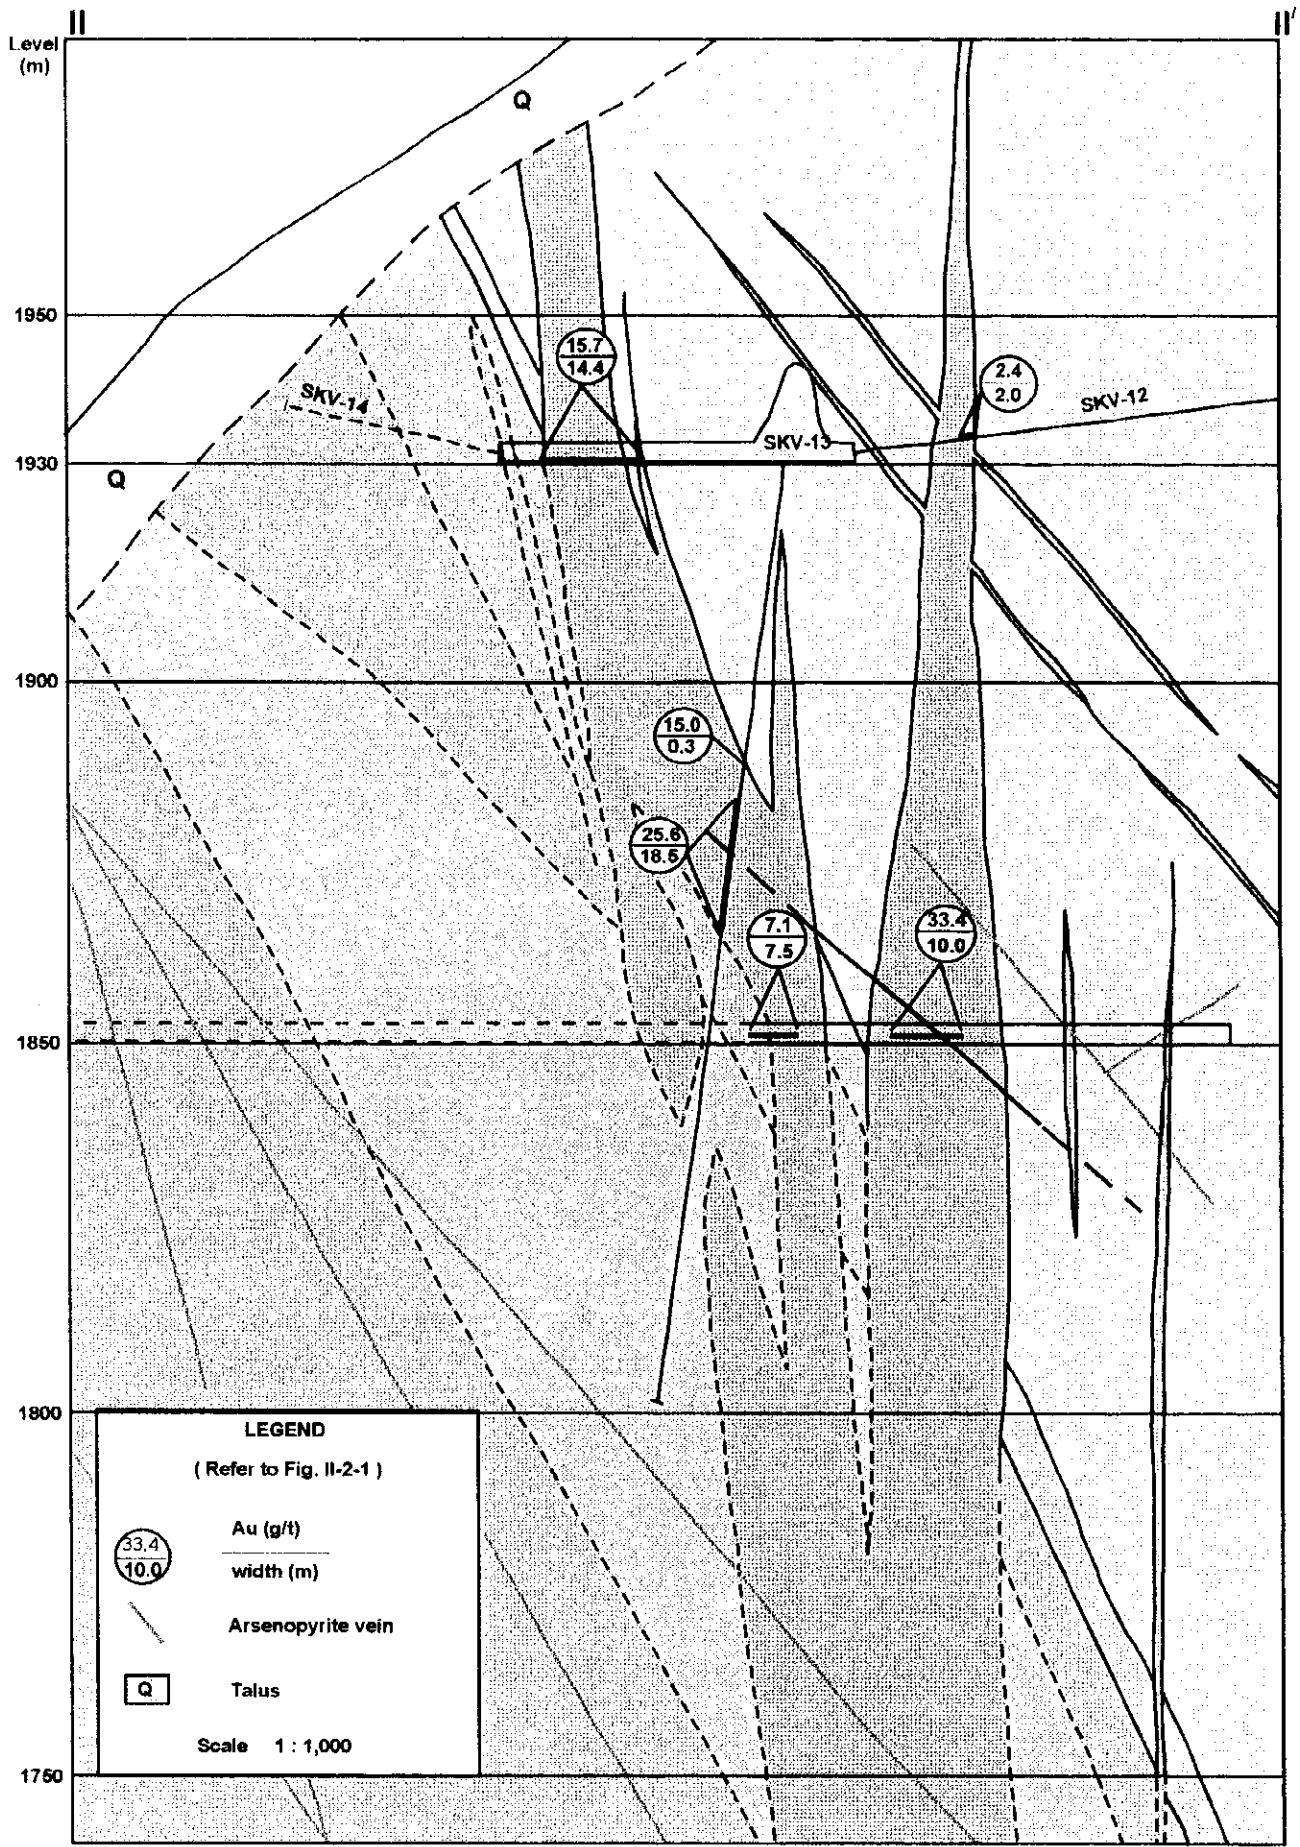 II
II'
Level
(m)
Q
1950
15.7
14.4
2.4
2.0
SKV-14
SKV-12
SKV-13
1930
Q
1900
15.0
0.3
25.6
18.5
7.1
7.5
33.4
10.0
1850
1800
LEGEND
( Refer to Fig. II-2-1 )
33.4
10.0
Au (g/t)
width (m)
Arsenopyrite vein
Q
Talus
Scale 1 : 1,000
1750